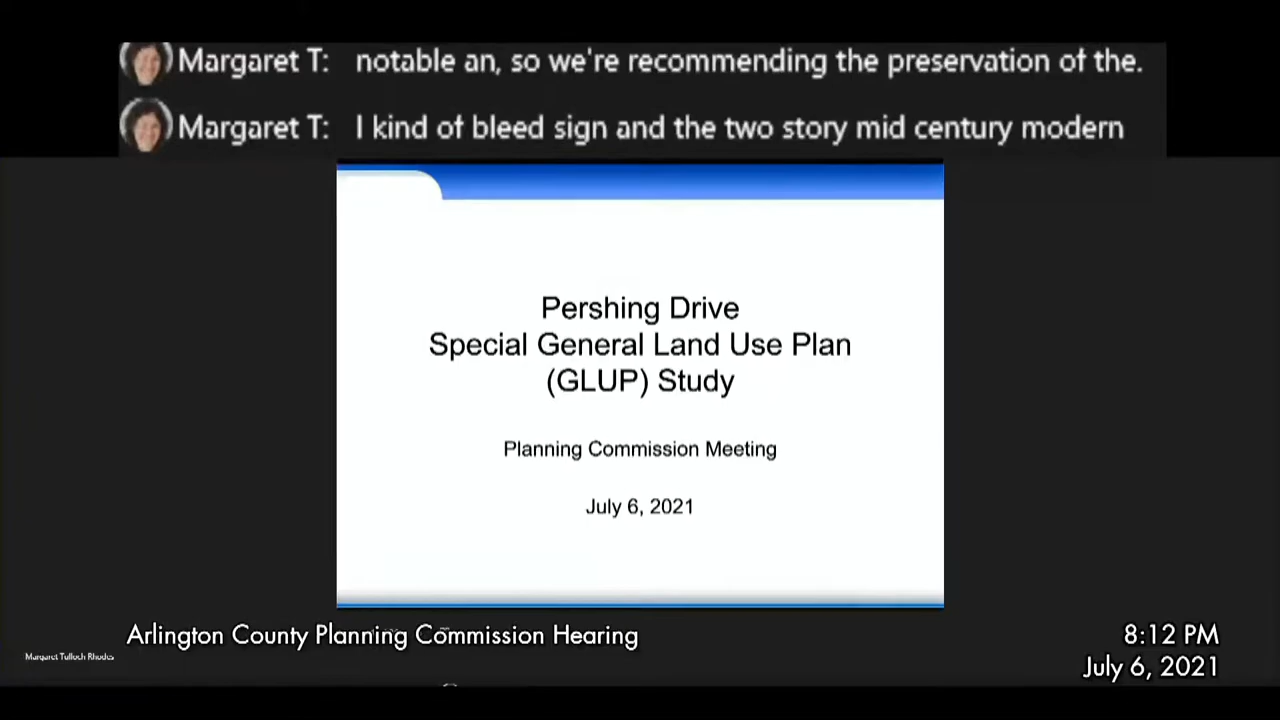 Margaret T: notable an, so we're recommending the preservation of the.
Margaret T: I kind of bleed sign and the two story mid century modern
Pershing Drive
Special General Land Use Plan
(GLUP) Study
Planning Commission Meeting
July 6, 2021
Arlington County Planning Commission Hearing
8:12 PM
Margaret Tulloch Rhodes
July 6, 2021